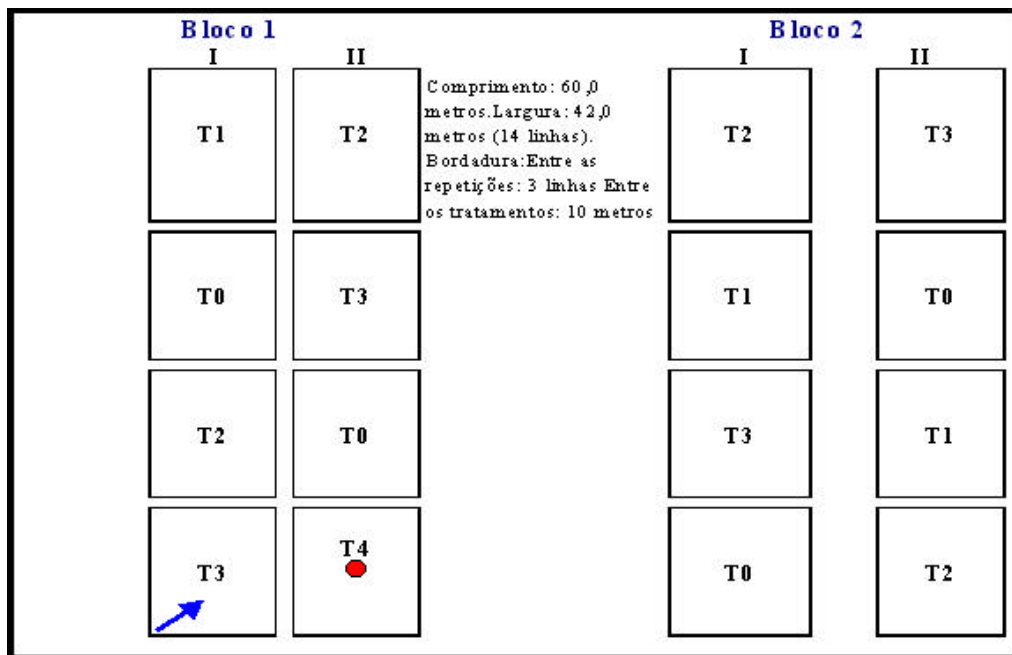 Bloco 1
Bloco 2
I
II
I
II
T1
T2
Comprimento: 60,0
metros.Largura: 42,0
metros (14 linhas).
Bordadura:Entre as
repetições: 3 linhas Entre
os tratamentos: 10 metros
T2
T3
T0
T3
T1
T0
T2
T0
T3
T1
T3
T4
T0
T2